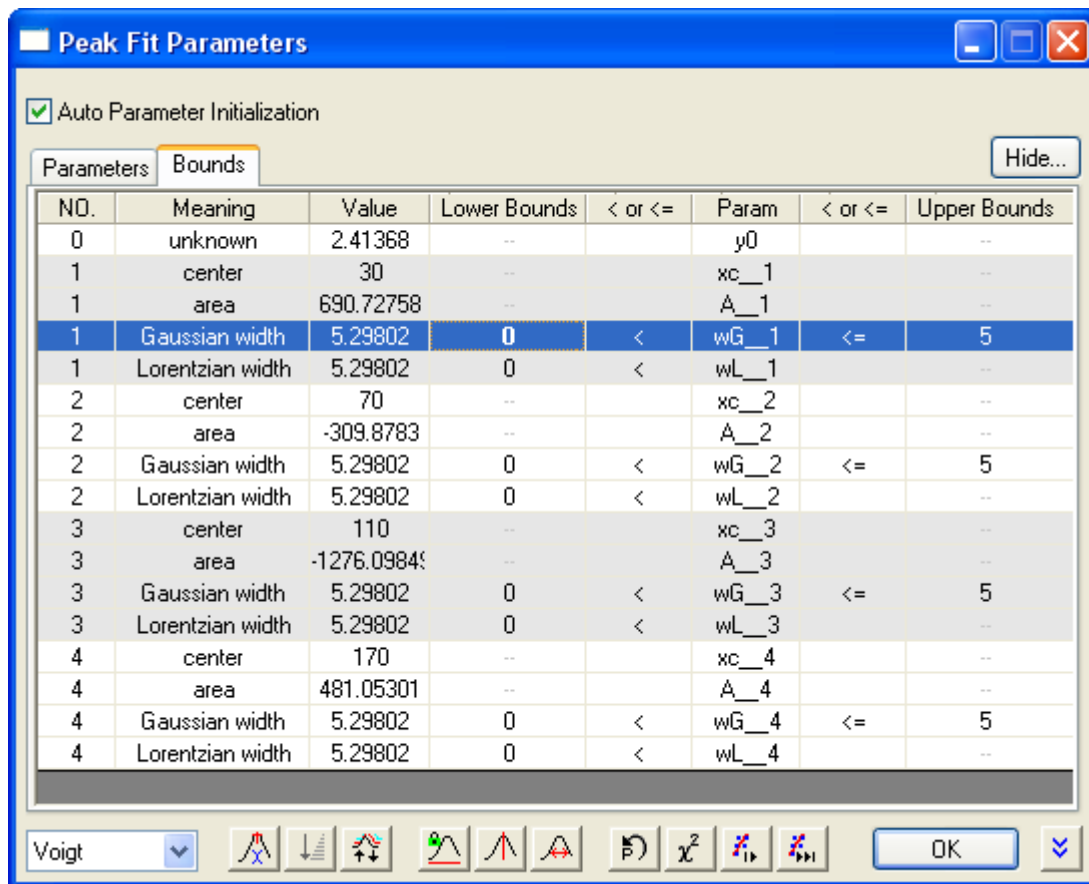 Peak Fit Parameters
Auto Parameter Initialization
Hide...
Parameters Bounds
NO. Meaning Value Lower Bounds < or <= Param < or <= Upper Bounds
0 unknown 2.41368 -- y0 --
1 center 30 -- xc__1 --
1 area 690.72758 -- A__1 --
1 Gaussian width 5.29802 0 < wG__1 <= 5
1 Lorentzian width 5.29802 0 < wL__1 --
2 center 70 -- xc__2 --
2 area -309.8783 -- A__2 --
2 Gaussian width 5.29802 0 < wG__2 <= 5
2 Lorentzian width 5.29802 0 < wL__2 --
3 center 110 -- xc__3 --
3 area -1276.0984 -- A__3 --
3 Gaussian width 5.29802 0 < wG__3 <= 5
3 Lorentzian width 5.29802 0 < wL__3 --
4 center 170 -- xc__4 --
4 area 481.05301 -- A__4 --
4 Gaussian width 5.29802 0 < wG__4 <= 5
4 Lorentzian width 5.29802 0 < wL__4 --
Voigt χ² OK